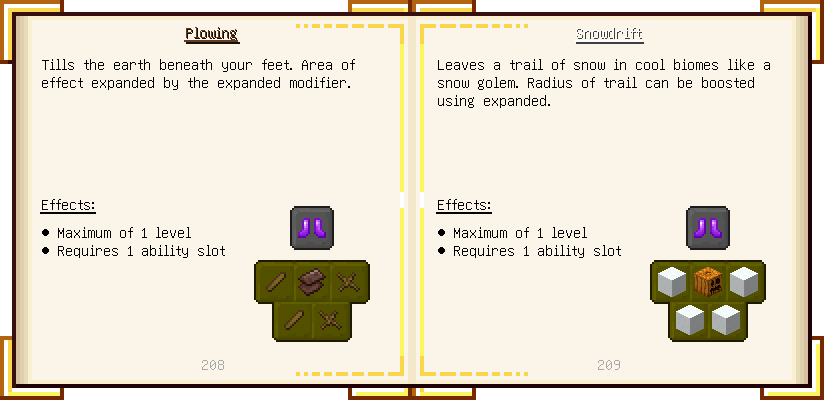 Plowing
Tills the earth beneath your feet. Area of
effect expanded by the expanded modifier.
Effects:
● Maximum of 1 level
● Requires 1 ability slot
208
Snowdrift
Leaves a trail of snow in cool biomes like a
snow golem. Radius of trail can be boosted
using expanded.
Effects:
● Maximum of 1 level
● Requires 1 ability slot
209